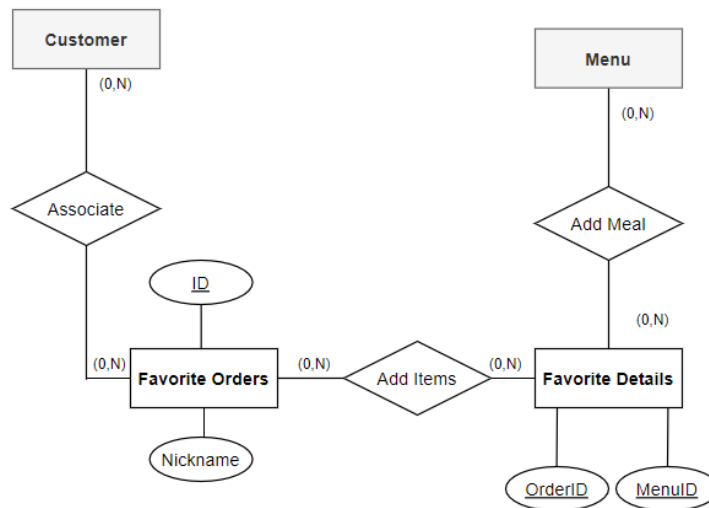 Customer
(0,N)
Menu
(0,N)
Associate
Add Meal
ID
(0,N)
(0,N)
Favorite Orders
(0,N)
Add Items
(0,N)
Favorite Details
Nickname
OrderID
MenuID